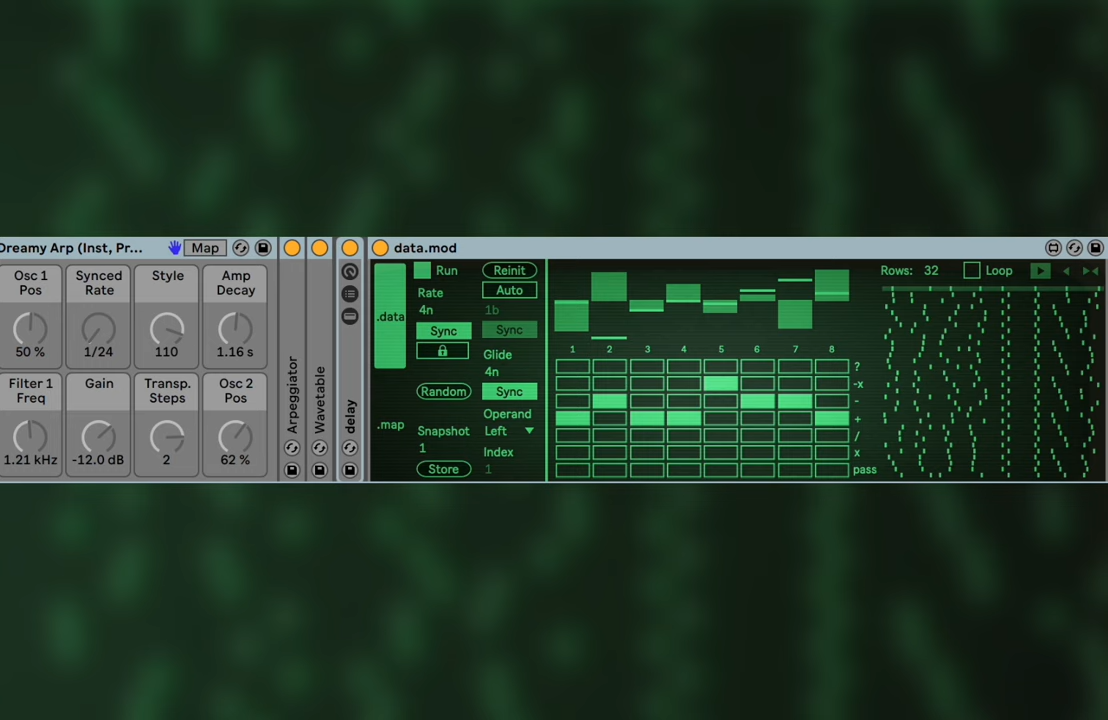 Dreamy Arp (Inst, Pr... Map
Osc 1 Pos
50 %
Synced Rate
1/24
Style
110
Amp Decay
1.16 s
Filter 1 Freq
1.21 kHz
Gain
-12.0 dB
Transp. Steps
2
Osc 2 Pos
62 %
Arpeggiator
Wavetable
delay
data.mod
.data
.map
Run
Rate
4n
Sync
Random
Snapshot
1
Store
Reinit
Auto
1b
Sync
Glide
4n
Sync
Operand
Left
Index
1
1 2 3 4 5 6 7 8
?
-x
-
+
/
x
pass
Rows: 32 Loop